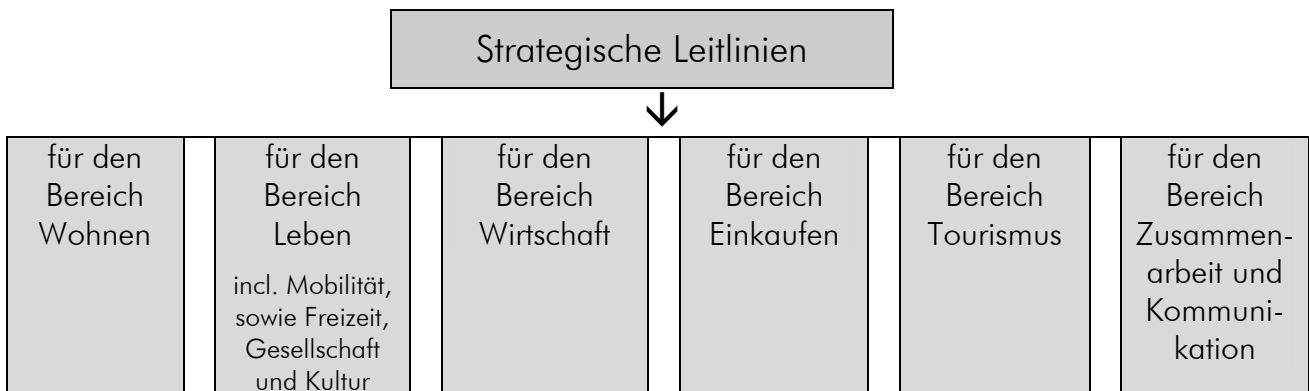 Strategische Leitlinien
für den
Bereich
Wohnen
für den
Bereich
Leben
incl. Mobilität,
sowie Freizeit,
Gesellschaft
und Kultur
für den
Bereich
Wirtschaft
für den
Bereich
Einkaufen
für den
Bereich
Tourismus
für den
Bereich
Zusammen-
arbeit und
Kommuni-
kation